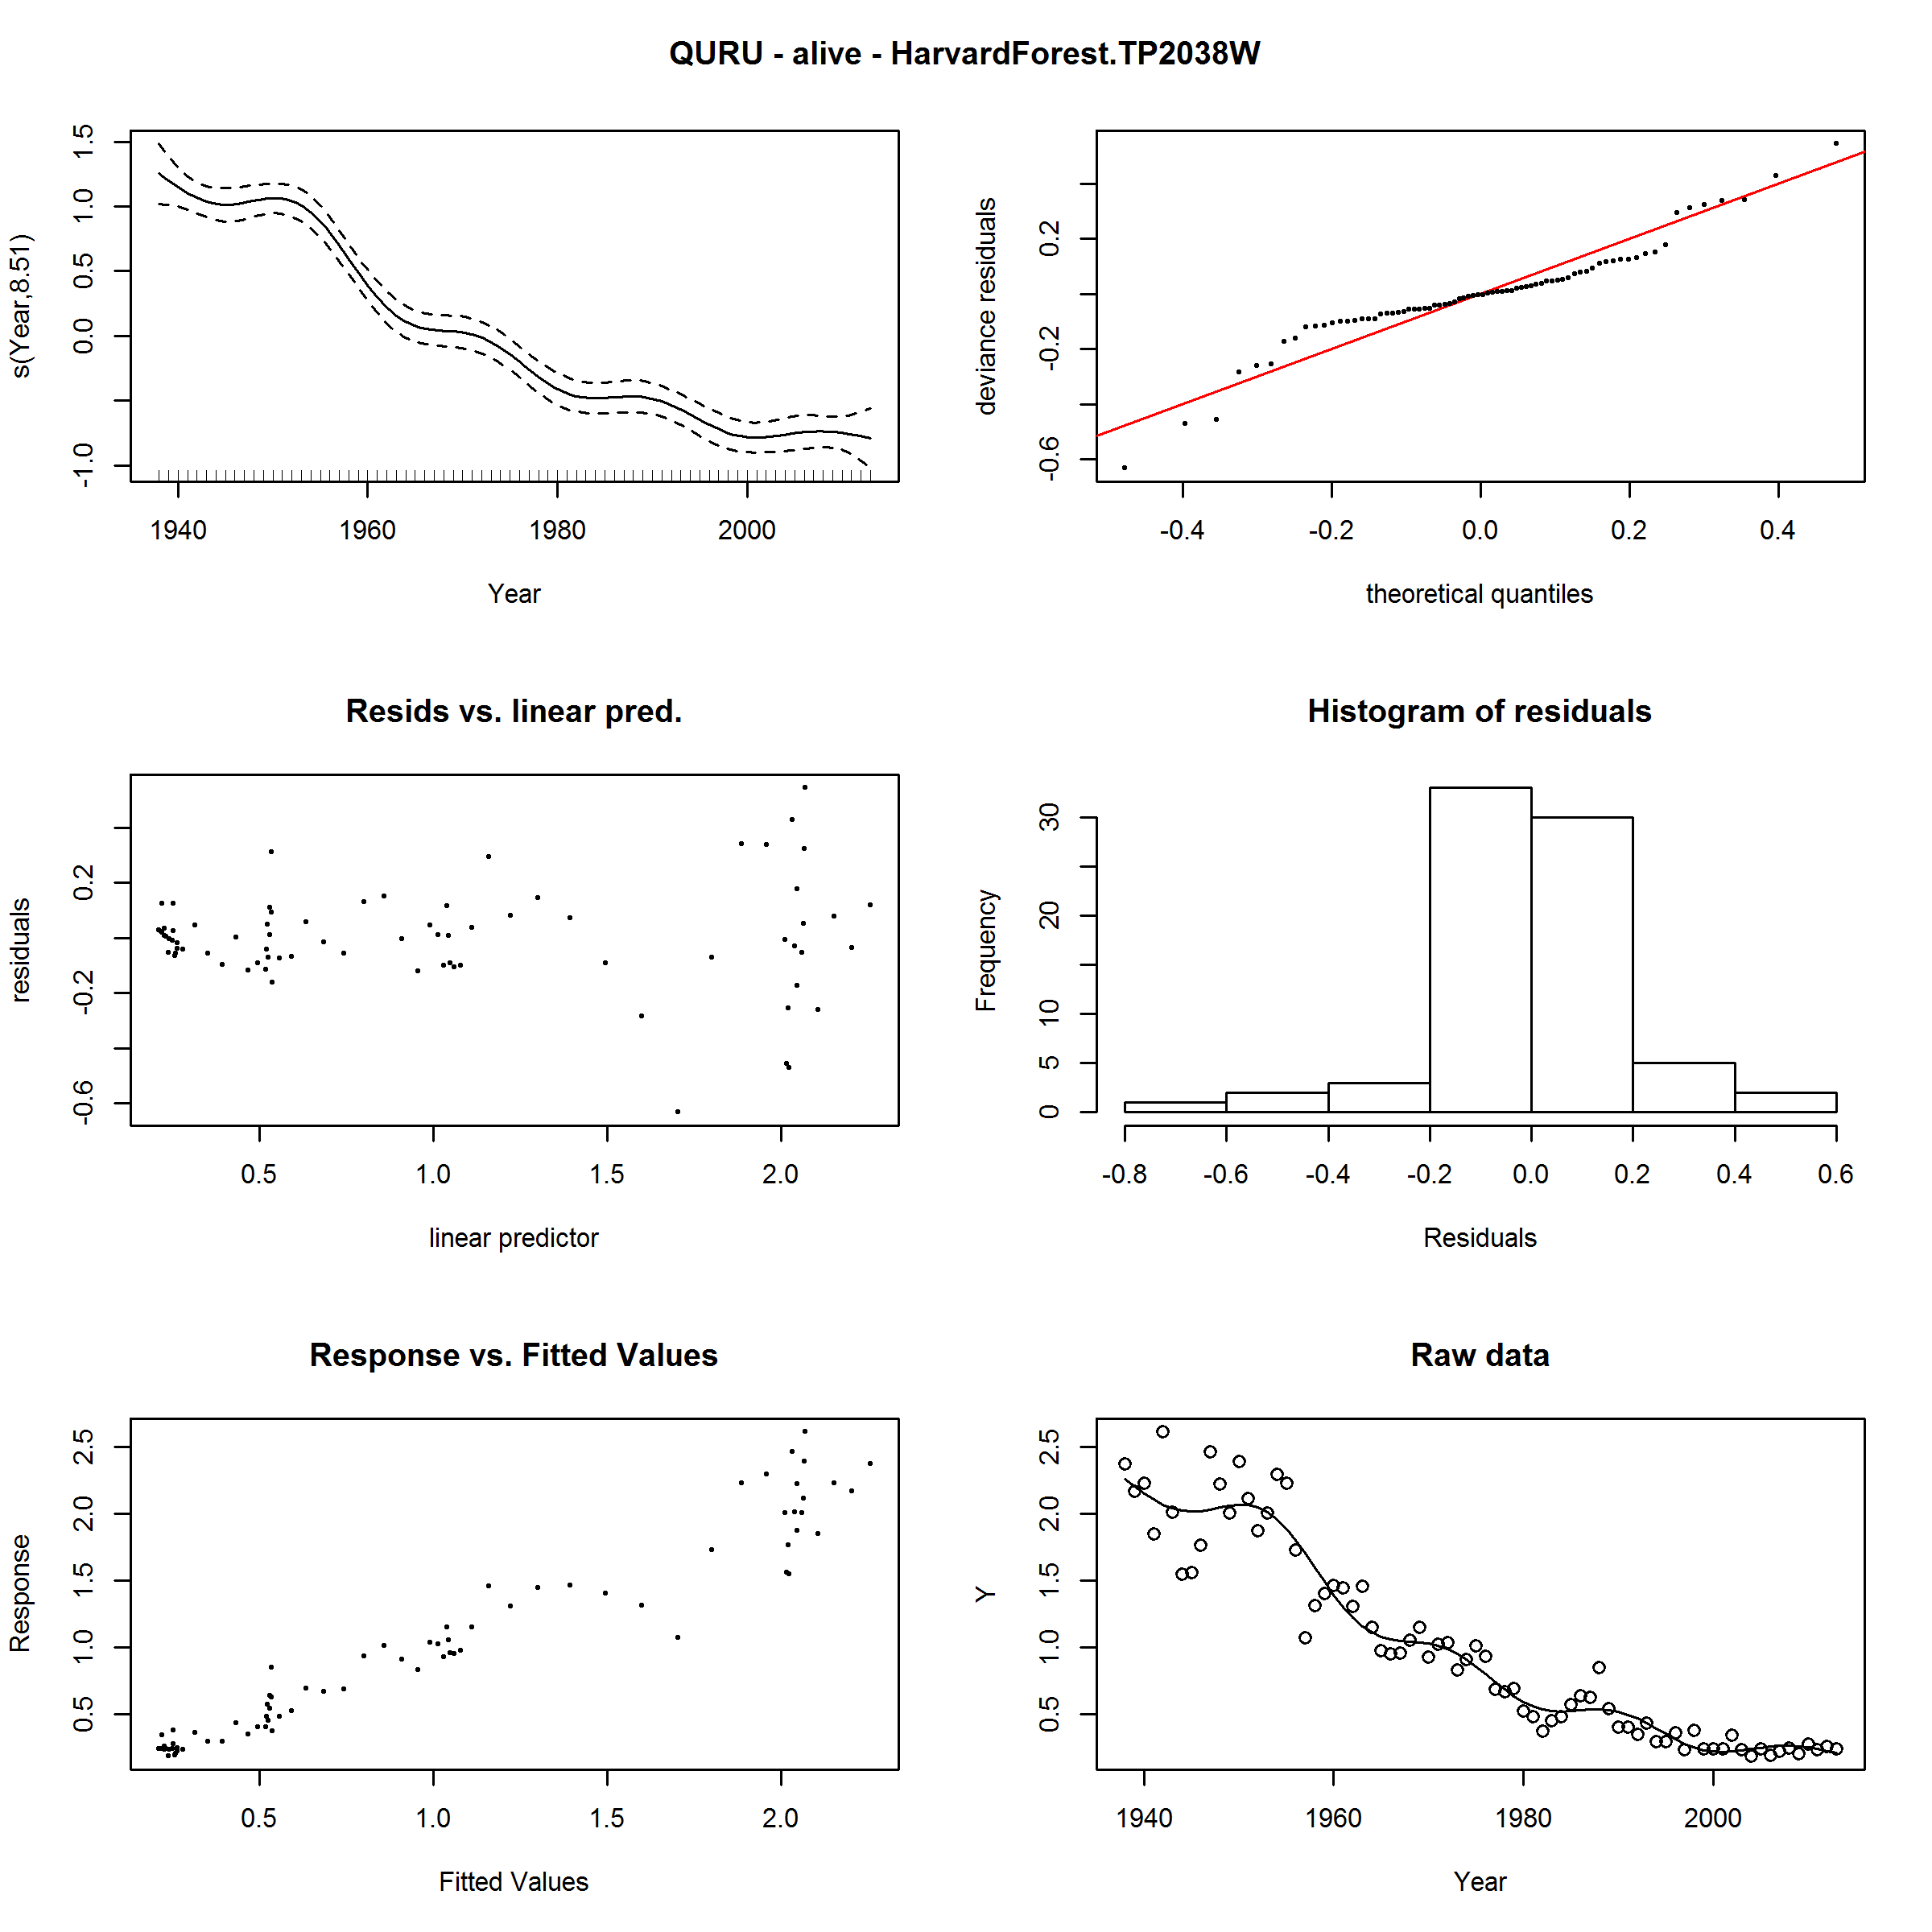 QURU - alive - HarvardForest.TP2038W
s(Year,8.51)
1.5
1.0
0.5
0.0
-1.0
1940 1960 1980 2000
Year
deviance residuals
0.2
-0.2
-0.6
-0.4 -0.2 0.0 0.2 0.4
theoretical quantiles
Resids vs. linear pred.
residuals
0.2
-0.2
-0.6
0.5 1.0 1.5 2.0
linear predictor
Histogram of residuals
Frequency
30
20
10
5
0
-0.8 -0.6 -0.4 -0.2 0.0 0.2 0.4 0.6
Residuals
Response vs. Fitted Values
Response
2.5
2.0
1.5
1.0
0.5
0.5 1.0 1.5 2.0
Fitted Values
Raw data
Y
2.5
2.0
1.5
1.0
0.5
1940 1960 1980 2000
Year